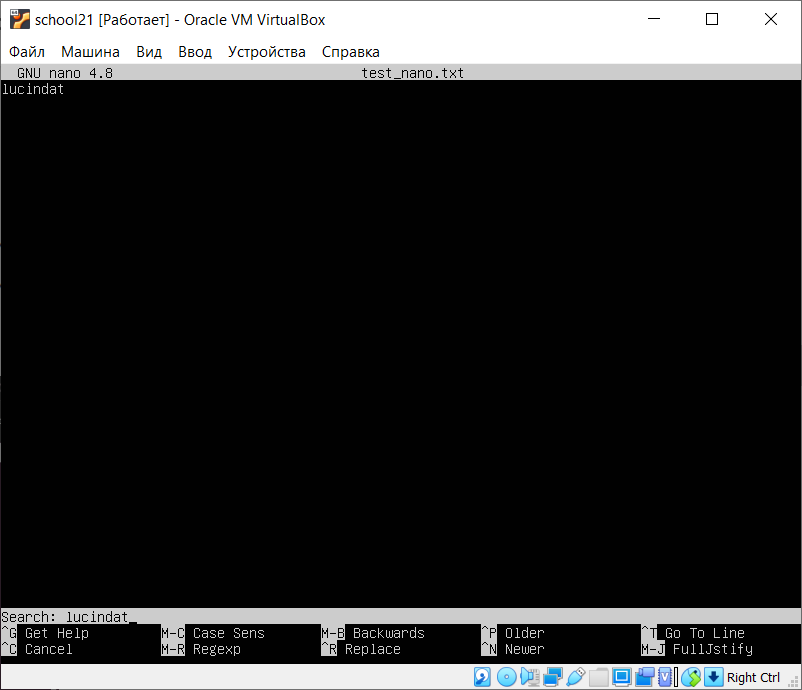 school21 [Работает] - Oracle VM VirtualBox
Файл Машина Вид Ввод Устройства Справка
GNU nano 4.8 test_nano.txt
lucindat
Search: lucindat_
^G Get Help M-C Case Sens M-B Backwards ^P Older ^T Go To Line
^C Cancel M-R Regexp ^R Replace ^N Newer M-J FullJstify
Right Ctrl